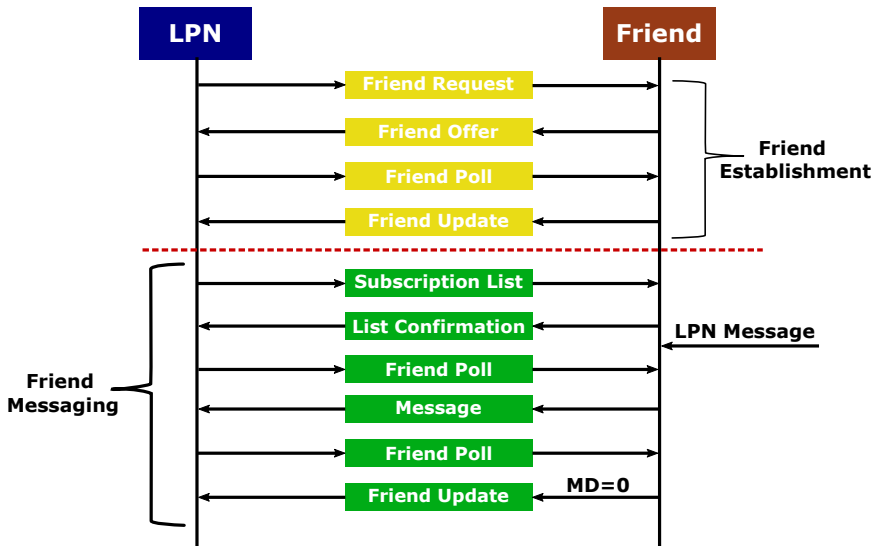 LPN
Friend
Friend Request
Friend Offer
Friend Poll
Friend Update
Friend
Establishment
Subscription List
List Confirmation
LPN Message
Friend Poll
Friend
Messaging
Message
Friend Poll
MD=0
Friend Update